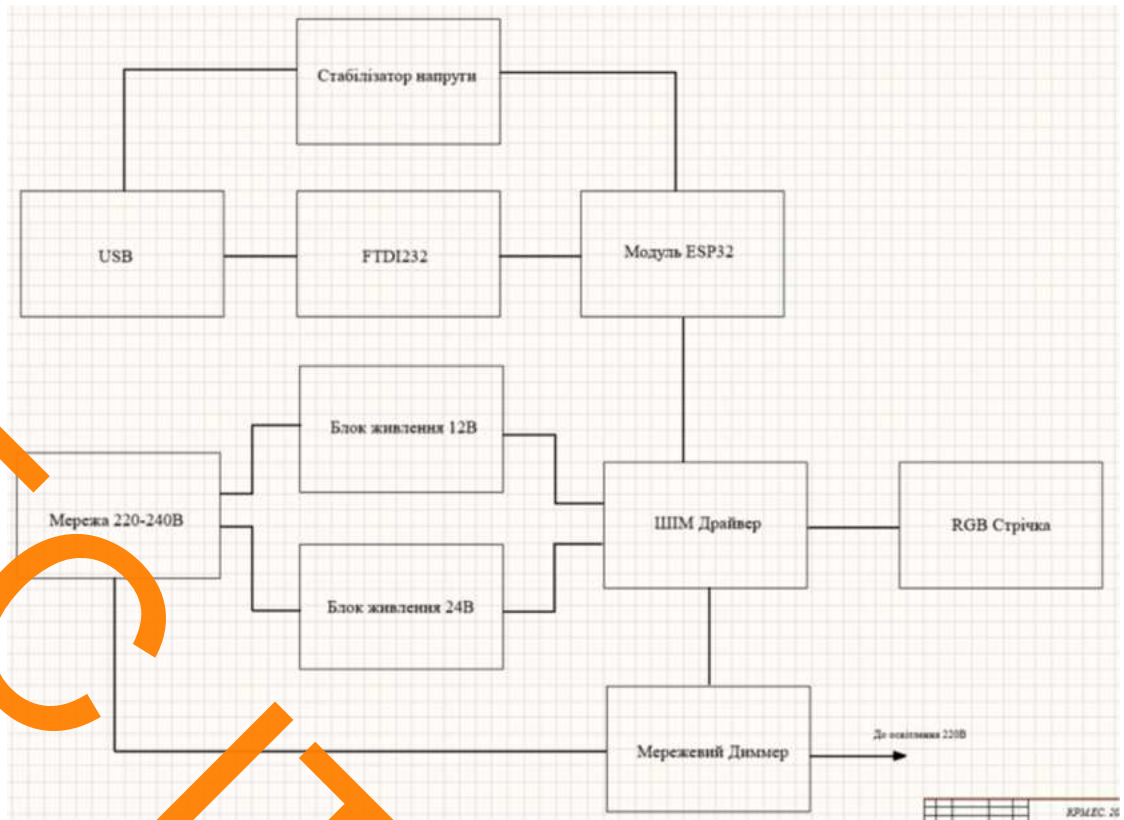 Стабілізатор напруги
USB
FTDI232
Модуль ESP32
Блок живлення 12В
Мережа 220-240В
ШІМ Драйвер
RGB Стрічка
Блок живлення 24В
Мережевий Диммер
До освітлення 220В